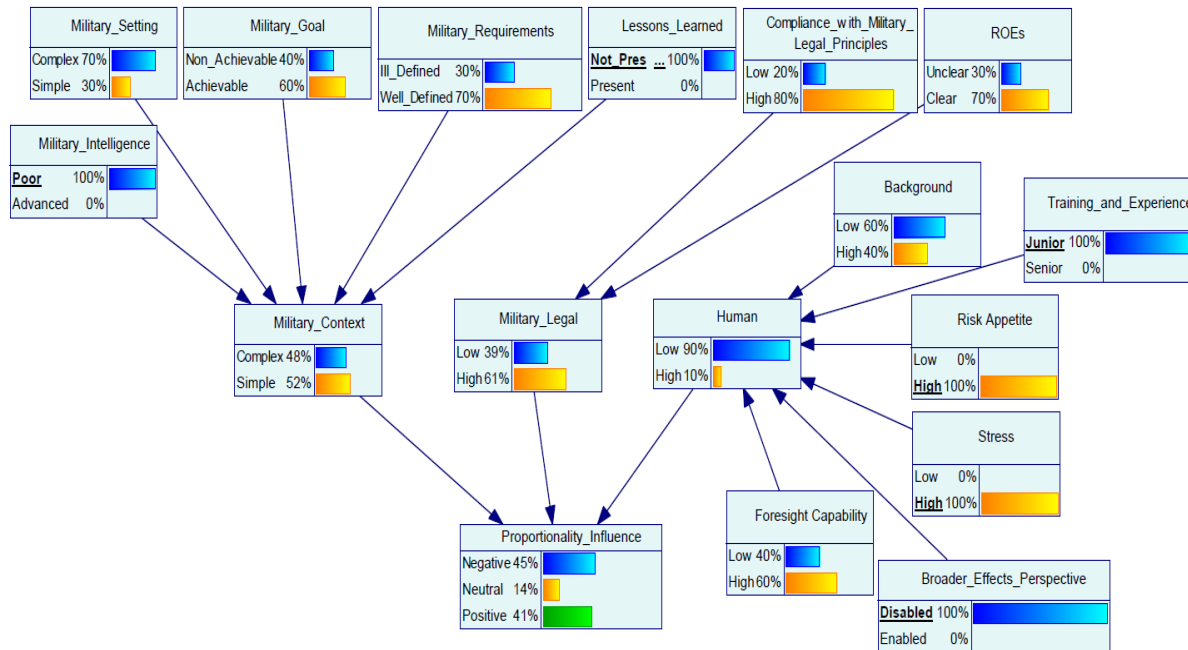 Military_Setting
Complex 70%
Simple 30%
Military_Goal
Non_Achievable 40%
Achievable 60%
Military_Requirements
Ill_Defined 30%
Well_Defined 70%
Lessons_Learned
Not_Pres ... 100%
Present 0%
Compliance_with_Military_
Legal_Principles
Low 20%
High 80%
ROEs
Unclear 30%
Clear 70%
Military_Intelligence
Poor 100%
Advanced 0%
Background
Low 60%
High 40%
Training_and_Experience
Junior 100%
Senior 0%
Military_Context
Complex 48%
Simple 52%
Military_Legal
Low 39%
High 61%
Human
Low 90%
High 10%
Risk Appetite
Low 0%
High 100%
Stress
Low 0%
High 100%
Foresight Capability
Low 40%
High 60%
Proportionality_Influence
Negative 45%
Neutral 14%
Positive 41%
Broader_Effects_Perspective
Disabled 100%
Enabled 0%